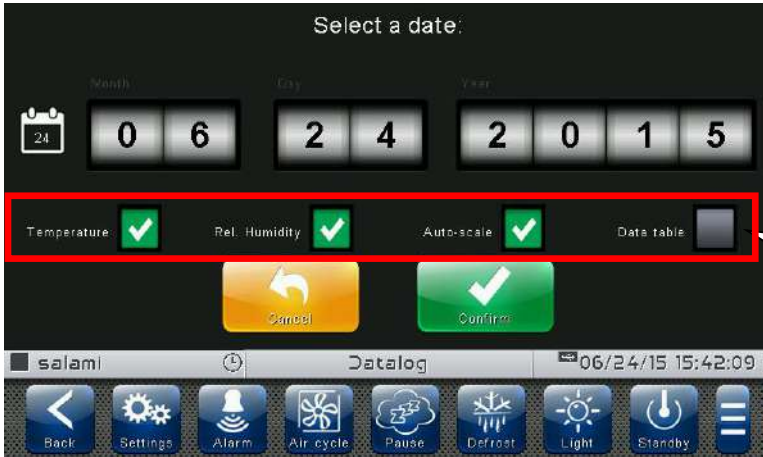 Select a date:
Month Day Year
24 0 6 2 4 2 0 1 5
Temperature Rel. Humidity Auto-scale Data table
Cancel Confirm
salami Datalog 06/24/15 15:42:09
Back Settings Alarm Air cycle Pause Defrost Light Standby